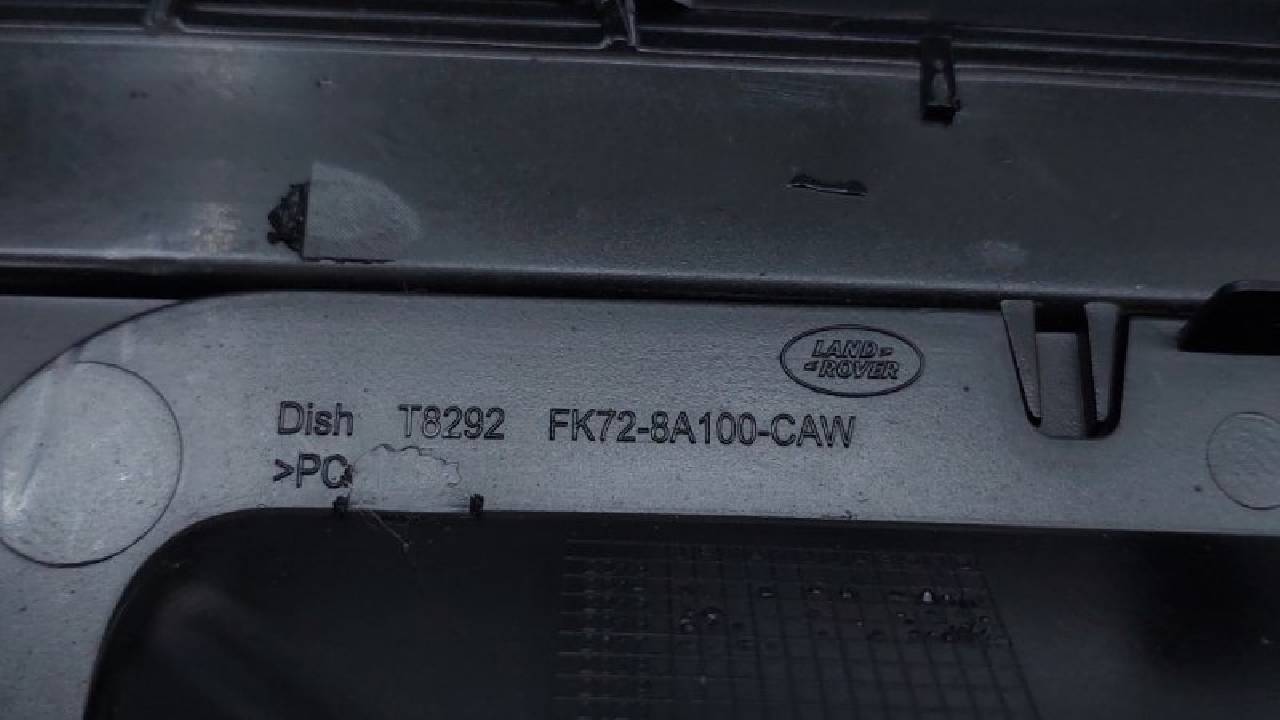 LAND
ROVER
Dish T8292 FK72-8A100-CAW
>PC